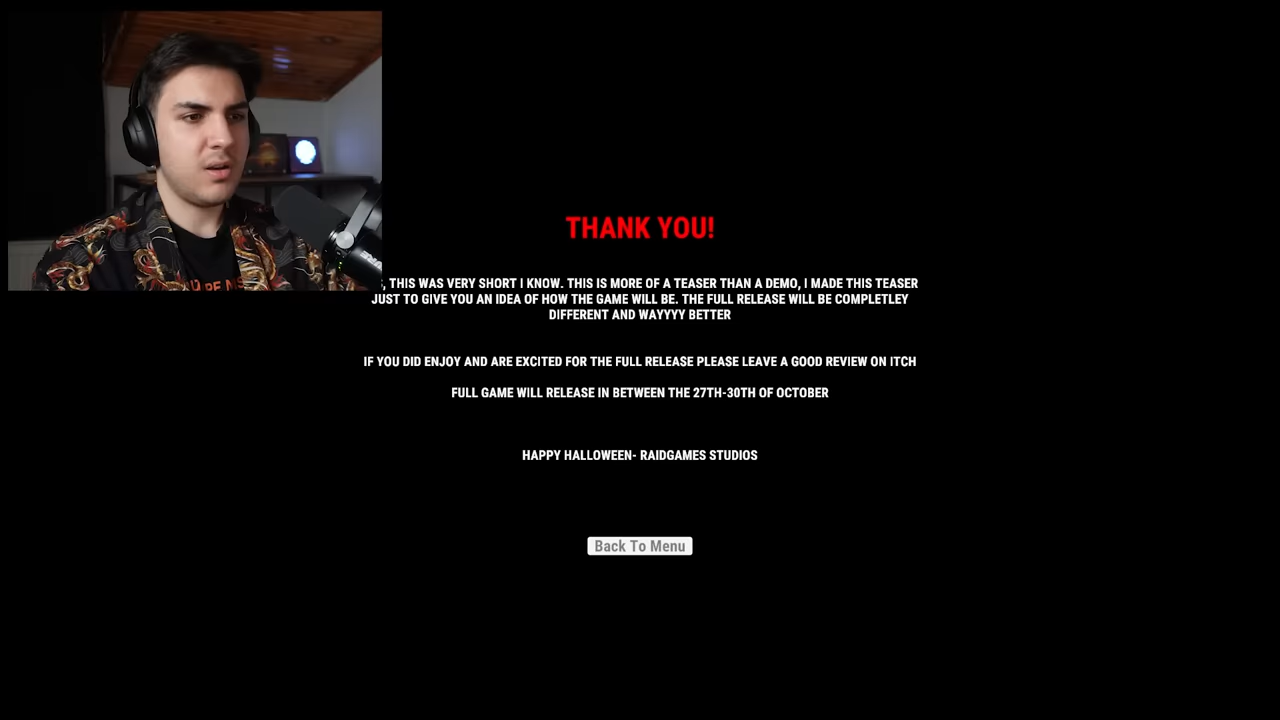 THANK YOU!
THIS WAS VERY SHORT I KNOW. THIS IS MORE OF A TEASER THAN A DEMO, I MADE THIS TEASER
JUST TO GIVE YOU AN IDEA OF HOW THE GAME WILL BE. THE FULL RELEASE WILL BE COMPLETLEY
DIFFERENT AND WAYYYY BETTER
IF YOU DID ENJOY AND ARE EXCITED FOR THE FULL RELEASE PLEASE LEAVE A GOOD REVIEW ON ITCH
FULL GAME WILL RELEASE IN BETWEEN THE 27TH-30TH OF OCTOBER
HAPPY HALLOWEEN- RAIDGAMES STUDIOS
Back To Menu